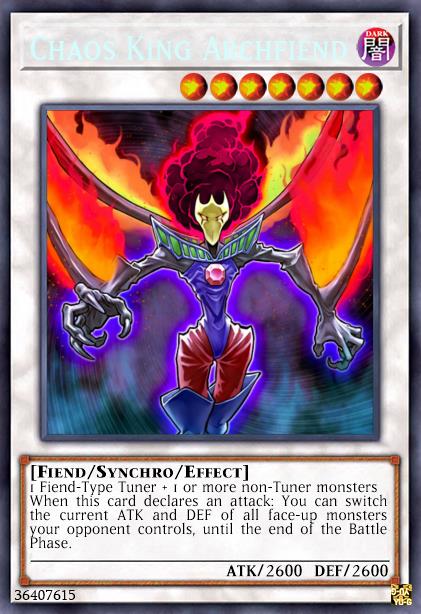 Chaos King Archfiend
DARK
闇
[Fiend/Synchro/Effect]
1 Fiend-Type Tuner + 1 or more non-Tuner monsters
When this card declares an attack: You can switch
the current ATK and DEF of all face-up monsters
your opponent controls, until the end of the Battle
Phase.
ATK/2600 DEF/2600
36407615